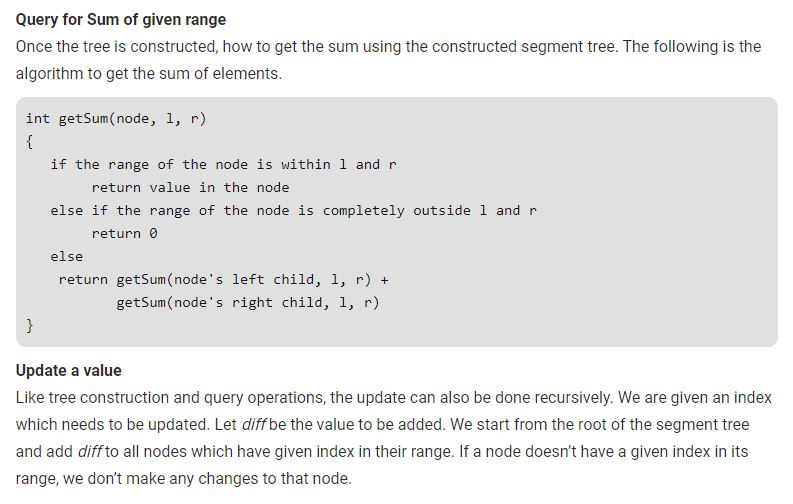 Query for Sum of given range
Once the tree is constructed, how to get the sum using the constructed segment tree. The following is the
algorithm to get the sum of elements.
int getSum(node, l, r)
{
   if the range of the node is within l and r
        return value in the node
   else if the range of the node is completely outside l and r
        return 0
   else
    return getSum(node's left child, l, r) +
           getSum(node's right child, l, r)
}
Update a value
Like tree construction and query operations, the update can also be done recursively. We are given an index
which needs to be updated. Let diff be the value to be added. We start from the root of the segment tree
and add diff to all nodes which have given index in their range. If a node doesn’t have a given index in its
range, we don’t make any changes to that node.